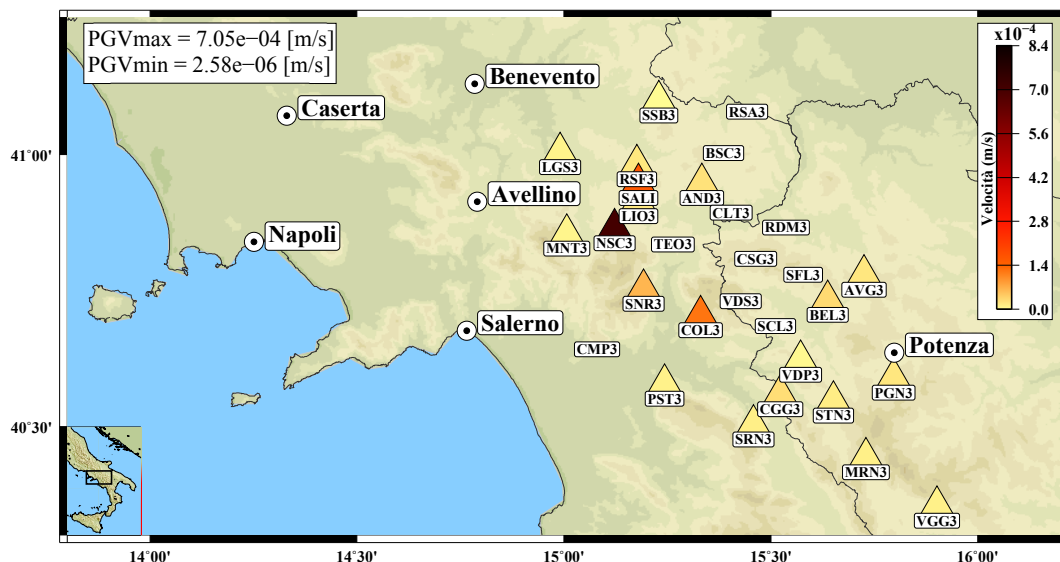 PGVmax = 7.05e−04 [m/s]
PGVmin = 2.58e−06 [m/s]
x10⁻⁴
8.4
7.0
5.6
4.2
2.8
1.4
0.0
Velocità (m/s)
Benevento
Caserta
Avellino
Napoli
Salerno
Potenza
SSB3
RSA3
LGS3
RSF3
BSC3
SALI
AND3
LIO3
CLT3
MNT3
NSC3
TEO3
RDM3
CSG3
SFL3
AVG3
SNR3
VDS3
BEL3
COL3
SCL3
CMP3
VDP3
PST3
CGG3
STN3
PGN3
SRN3
MRN3
VGG3
41°00'
40°30'
14°00'
14°30'
15°00'
15°30'
16°00'